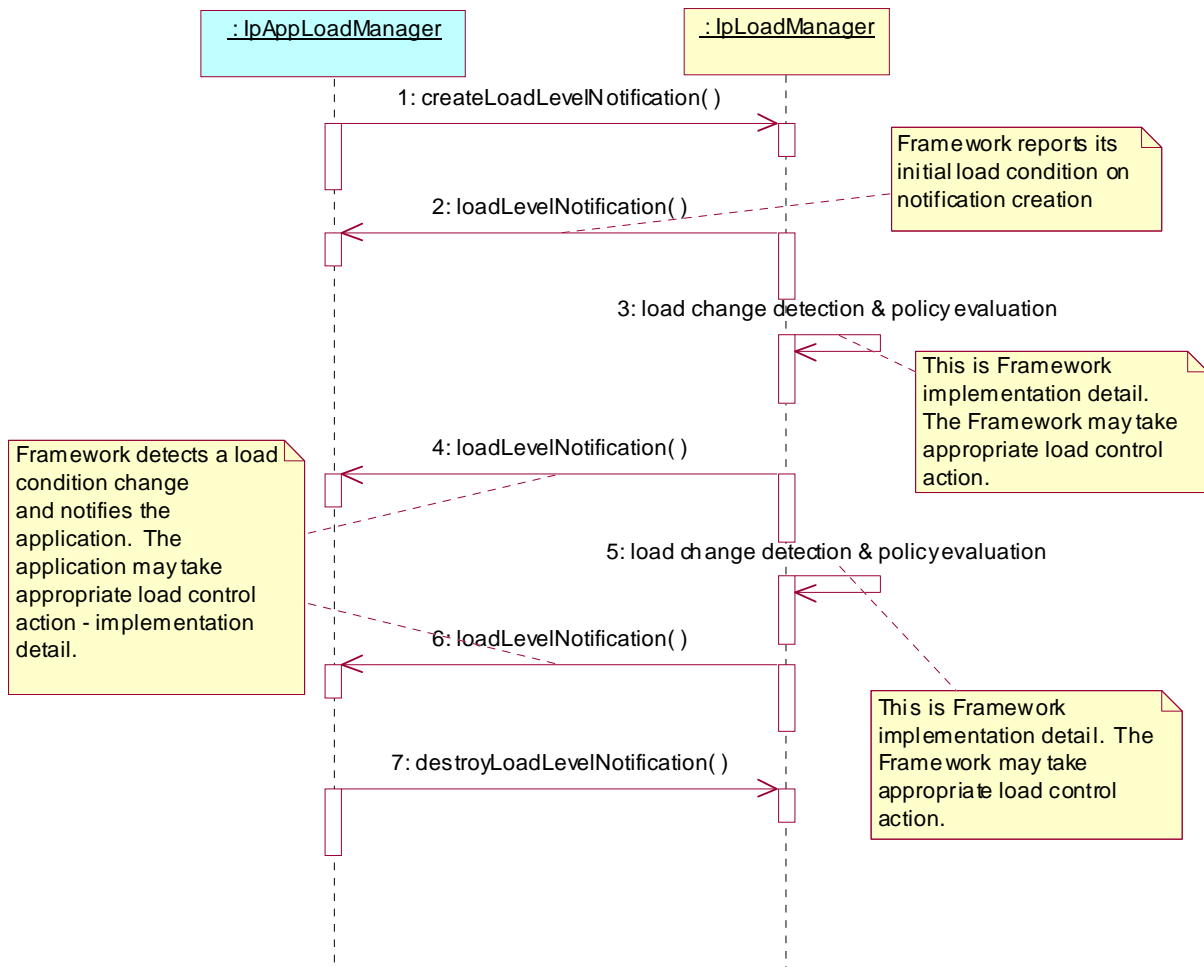 : IpAppLoadManager
: IpLoadManager
1: createLoadLevelNotification( )
Framework reports its
initial load condition on
notification creation
2: loadLevelNotification( )
3: load change detection & policy evaluation
This is Framework
implementation detail.
The Framework may take
appropriate load control
action.
4: loadLevelNotification( )
Framework detects a load
condition change
and notifies the
application. The
application may take
appropriate load control
action - implementation
detail.
5: load change detection & policy evaluation
6: loadLevelNotification( )
This is Framework
implementation detail. The
Framework may take
appropriate load control
action.
7: destroyLoadLevelNotification( )